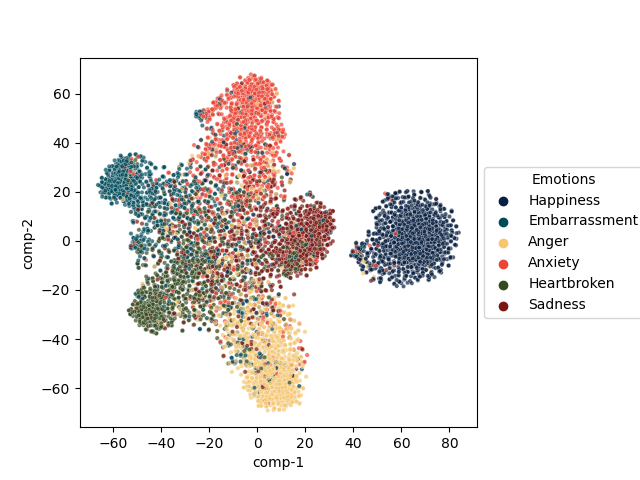 comp-2
60
40
20
0
−20
−40
−60
−60 −40 −20 0 20 40 60 80
comp-1
Emotions
Happiness
Embarrassment
Anger
Anxiety
Heartbroken
Sadness